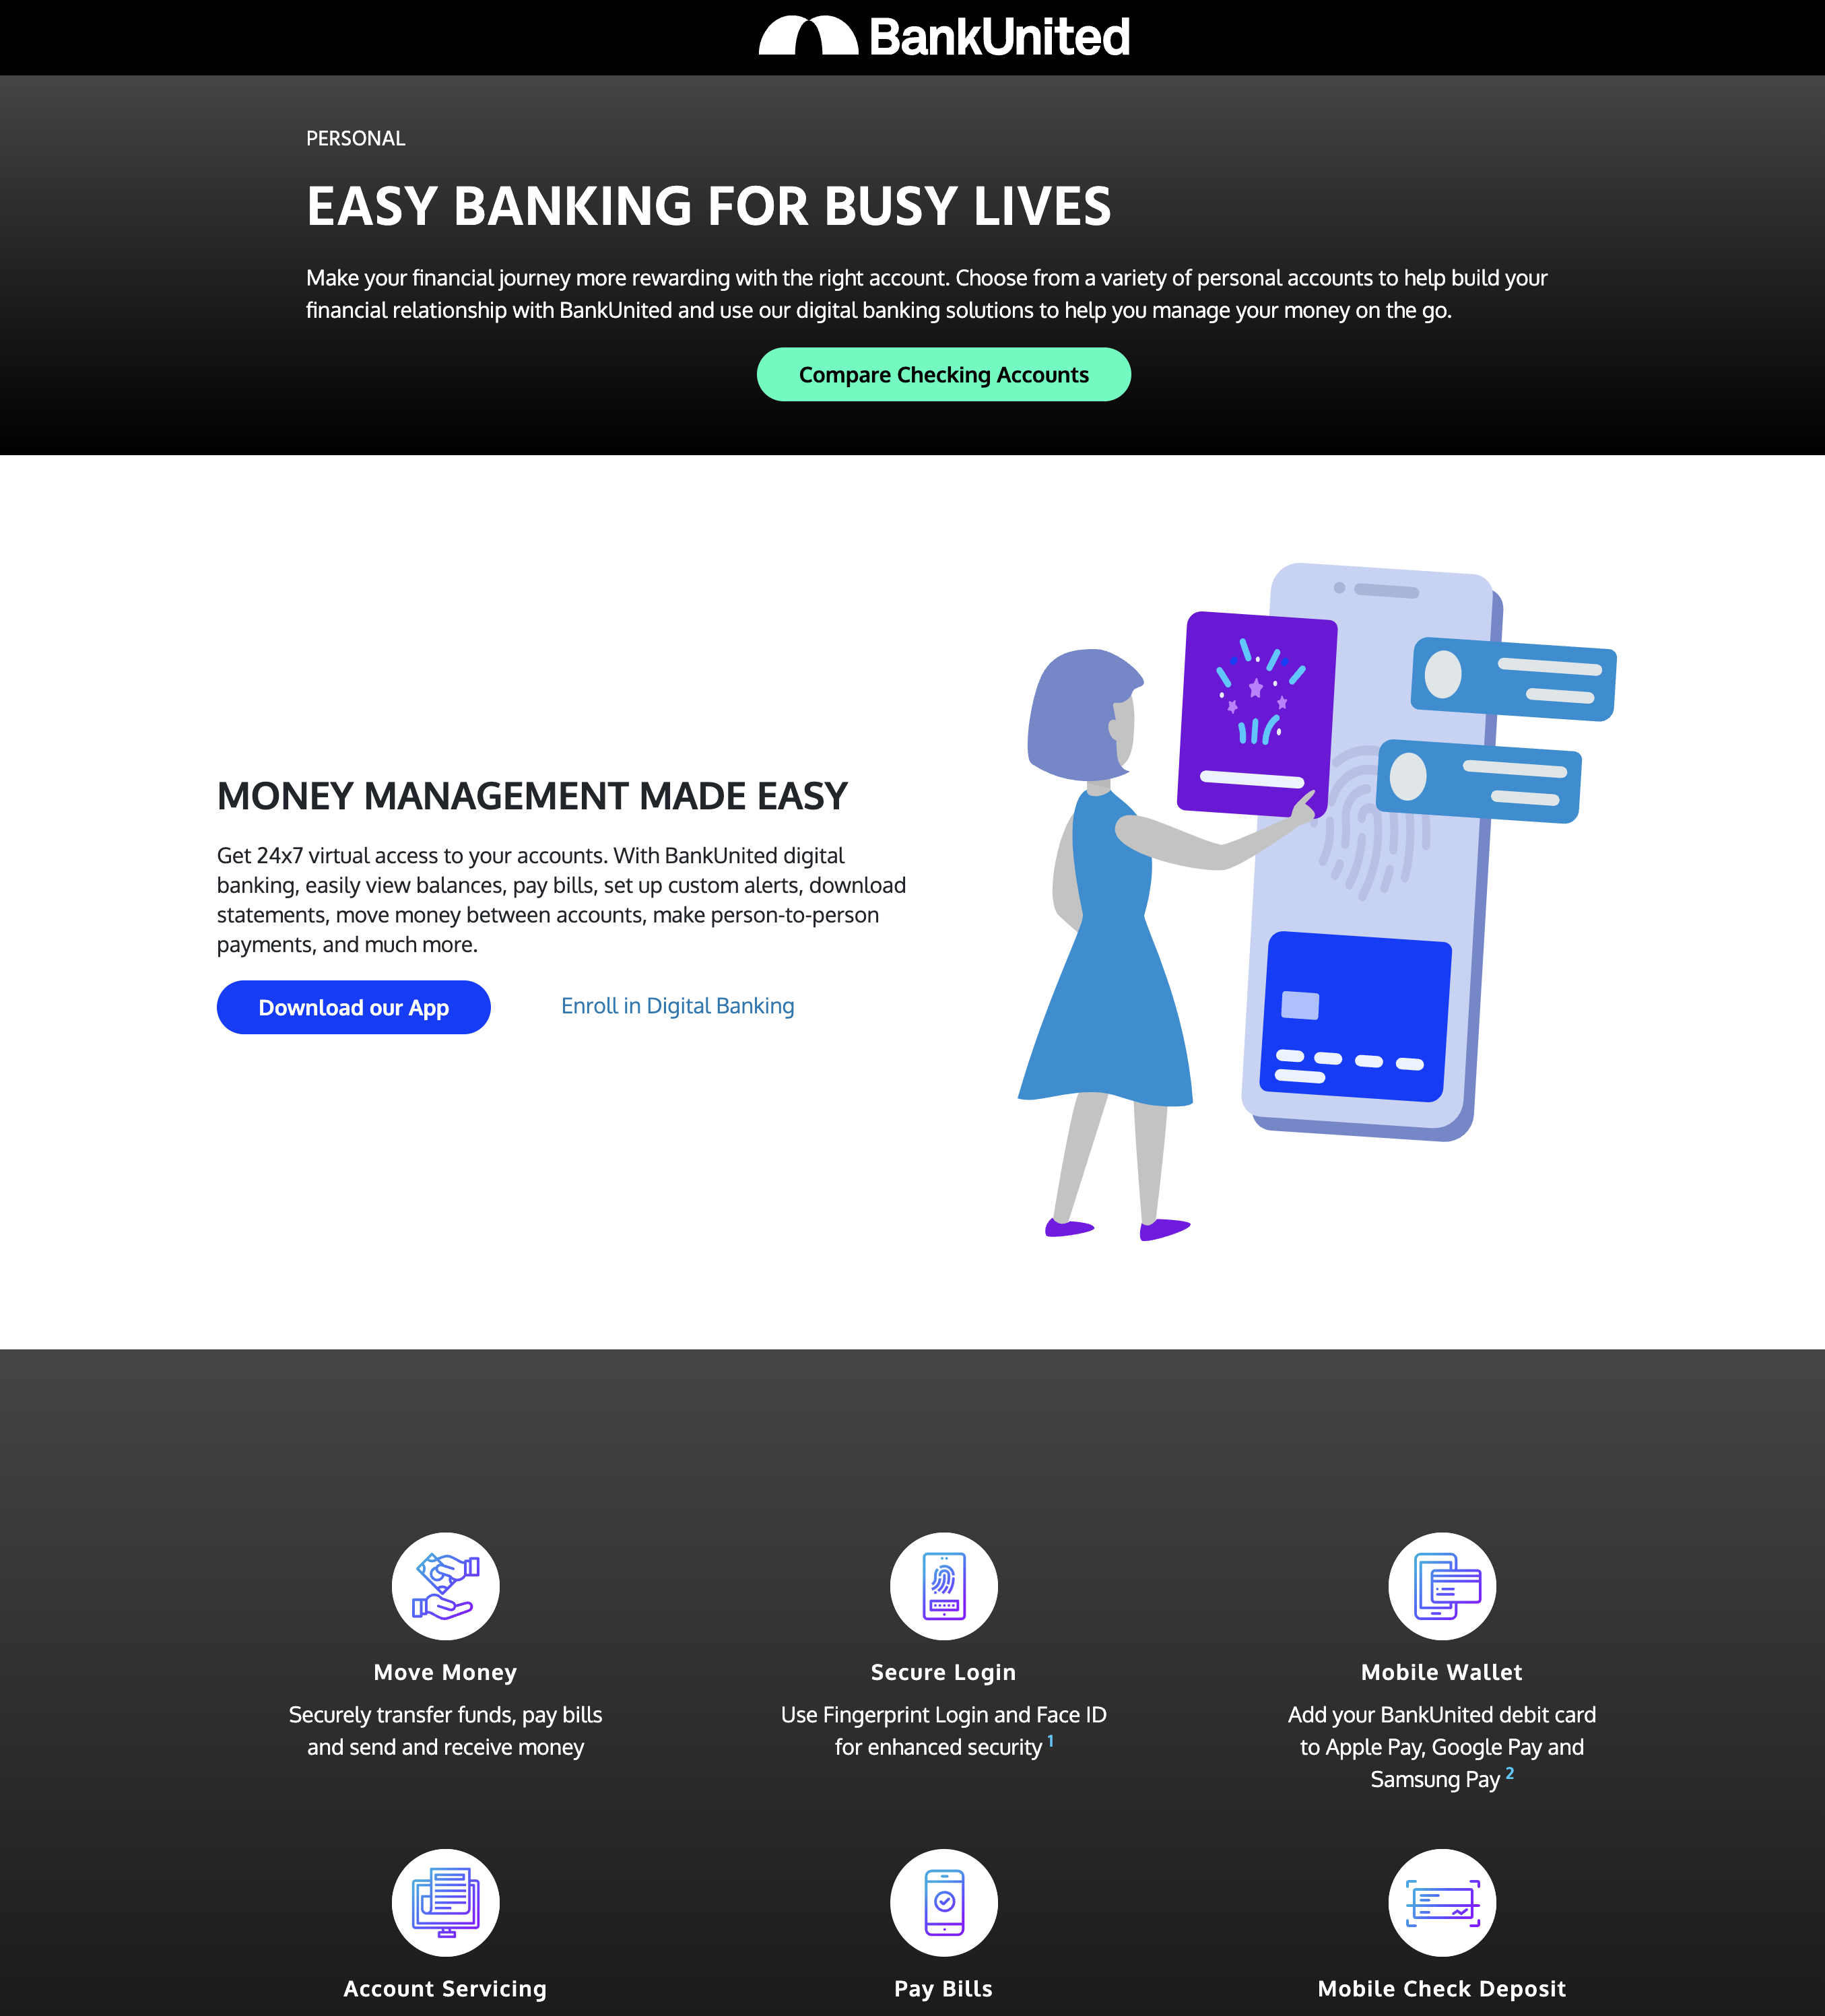 BankUnited
PERSONAL
EASY BANKING FOR BUSY LIVES
Make your financial journey more rewarding with the right account. Choose from a variety of personal accounts to help build your
financial relationship with BankUnited and use our digital banking solutions to help you manage your money on the go.
Compare Checking Accounts
MONEY MANAGEMENT MADE EASY
Get 24x7 virtual access to your accounts. With BankUnited digital
banking, easily view balances, pay bills, set up custom alerts, download
statements, move money between accounts, make person-to-person
payments, and much more.
Download our App
Enroll in Digital Banking
Move Money
Securely transfer funds, pay bills
and send and receive money
Secure Login
Use Fingerprint Login and Face ID
for enhanced security 1
Mobile Wallet
Add your BankUnited debit card
to Apple Pay, Google Pay and
Samsung Pay 2
Account Servicing
Pay Bills
Mobile Check Deposit